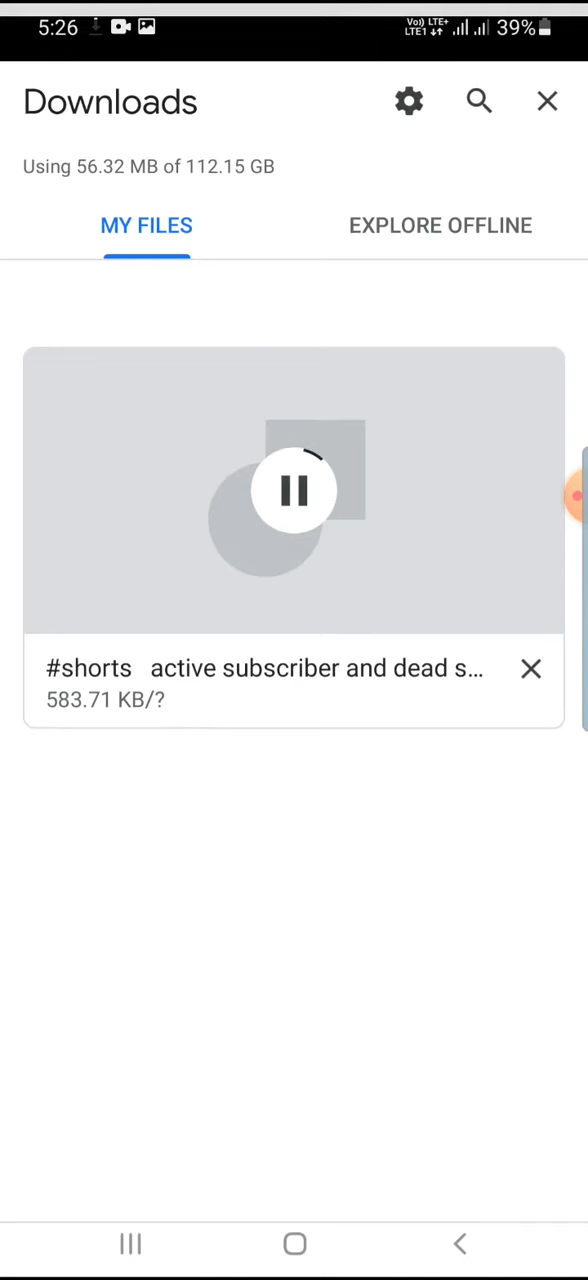 5:26
Vo) LTE+
LTE1 39%
Downloads
Using 56.32 MB of 112.15 GB
MY FILES
EXPLORE OFFLINE
#shorts active subscriber and dead s...
583.71 KB/?